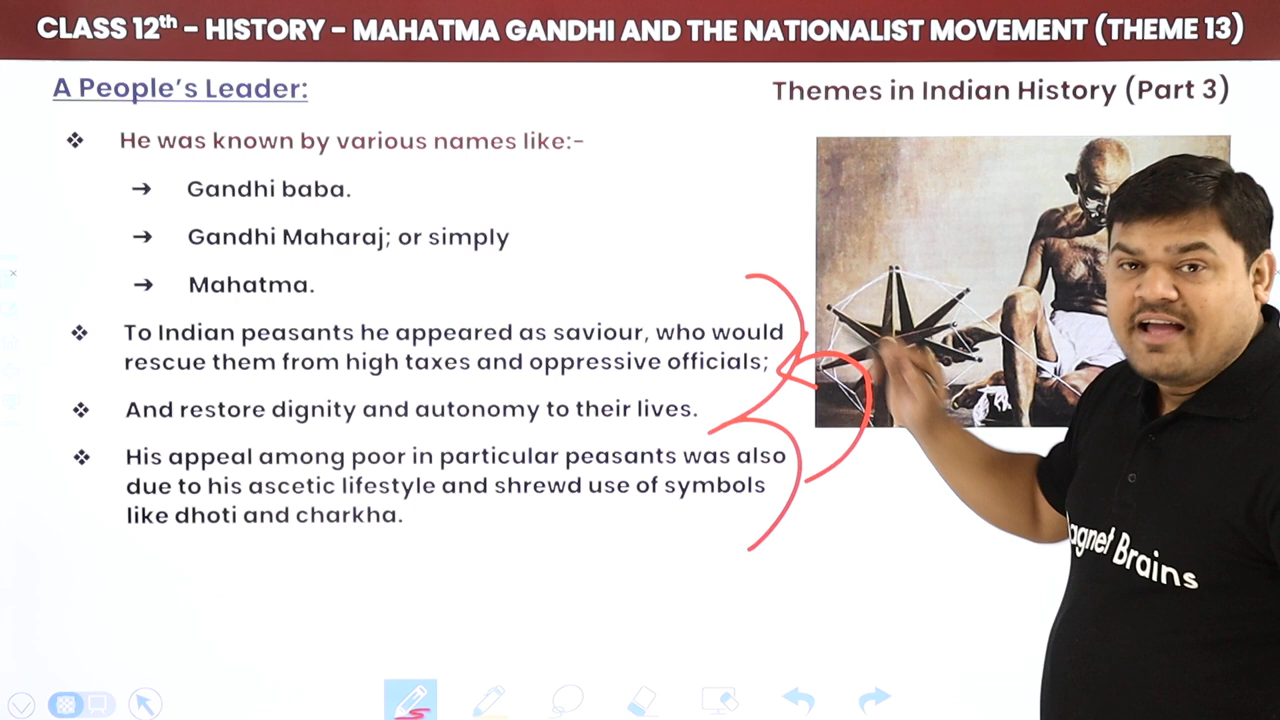 CLASS 12th - HISTORY - MAHATMA GANDHI AND THE NATIONALIST MOVEMENT (THEME 13)
A People's Leader:
Themes in Indian History (Part 3)
❖ He was known by various names like:-
→ Gandhi baba.
→ Gandhi Maharaj; or simply
→ Mahatma.
❖ To Indian peasants he appeared as saviour, who would
rescue them from high taxes and oppressive officials;
❖ And restore dignity and autonomy to their lives.
❖ His appeal among poor in particular peasants was also
due to his ascetic lifestyle and shrewd use of symbols
like dhoti and charkha.
agnet Brains